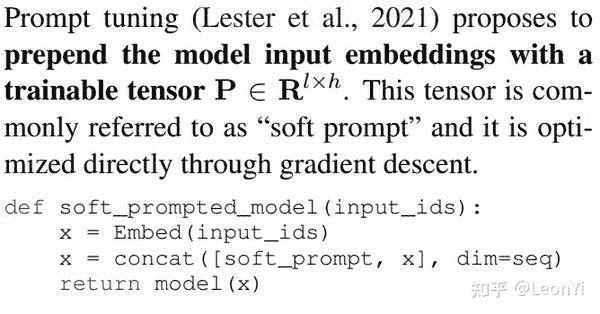 Prompt tuning (Lester et al., 2021) proposes to
prepend the model input embeddings with a
trainable tensor P ∈ R^{l×h}. This tensor is com-
monly referred to as “soft prompt” and it is opti-
mized directly through gradient descent.
def soft_prompted_model(input_ids):
    x = Embed(input_ids)
    x = concat([soft_prompt, x], dim=seq)
    return model(x)
知乎 @LeonYi